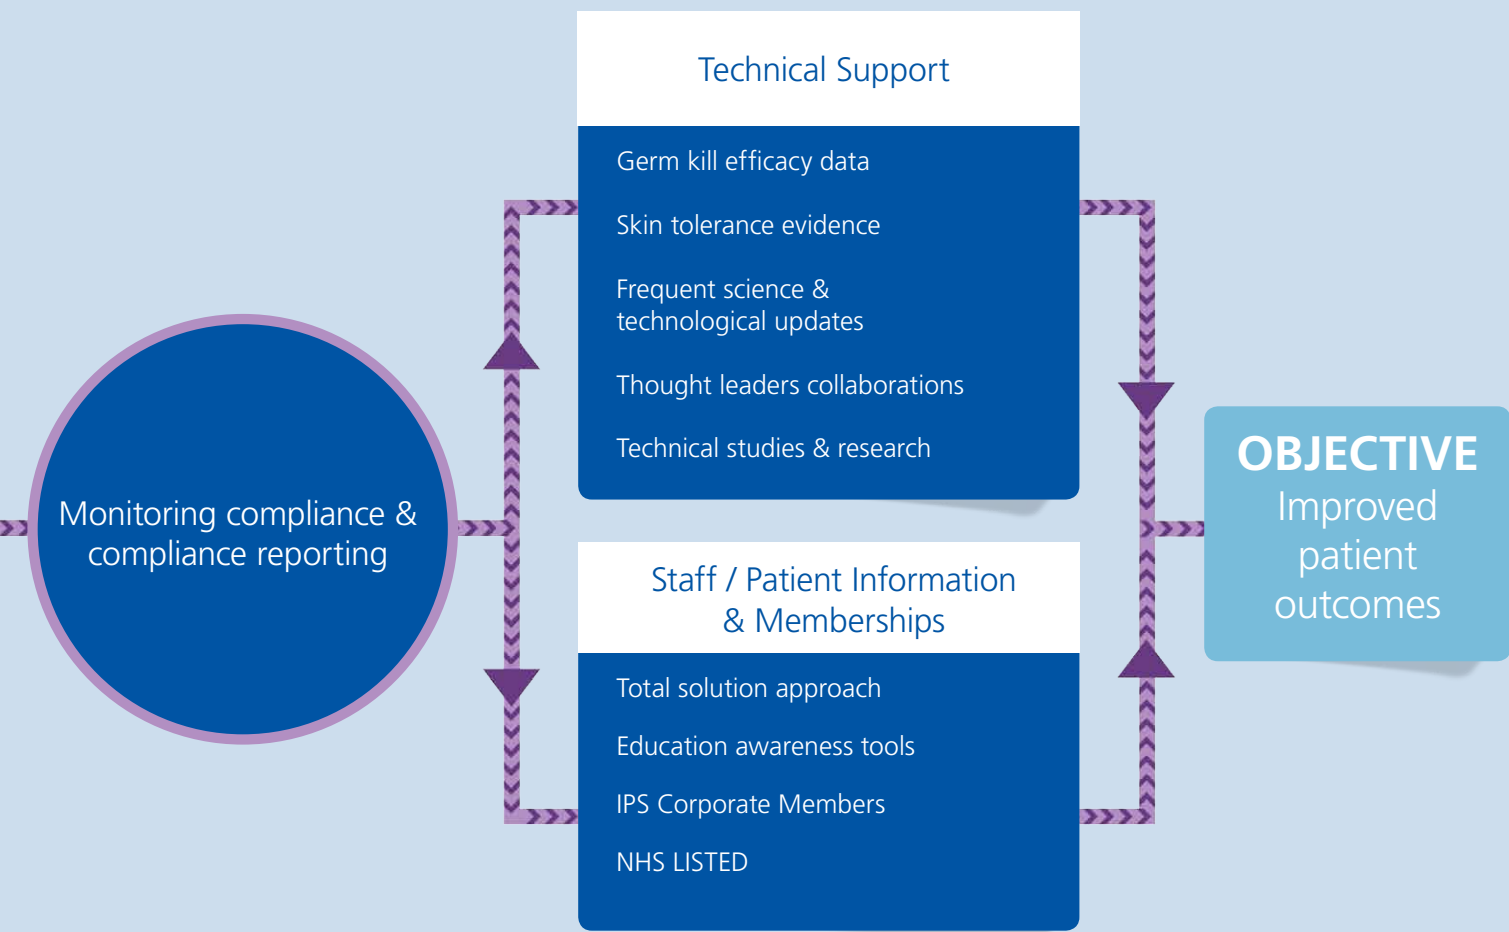 Monitoring compliance &
compliance reporting
Technical Support
Germ kill efficacy data
Skin tolerance evidence
Frequent science &
technological updates
Thought leaders collaborations
Technical studies & research
Staff / Patient Information
& Memberships
Total solution approach
Education awareness tools
IPS Corporate Members
NHS LISTED
OBJECTIVE
Improved
patient
outcomes